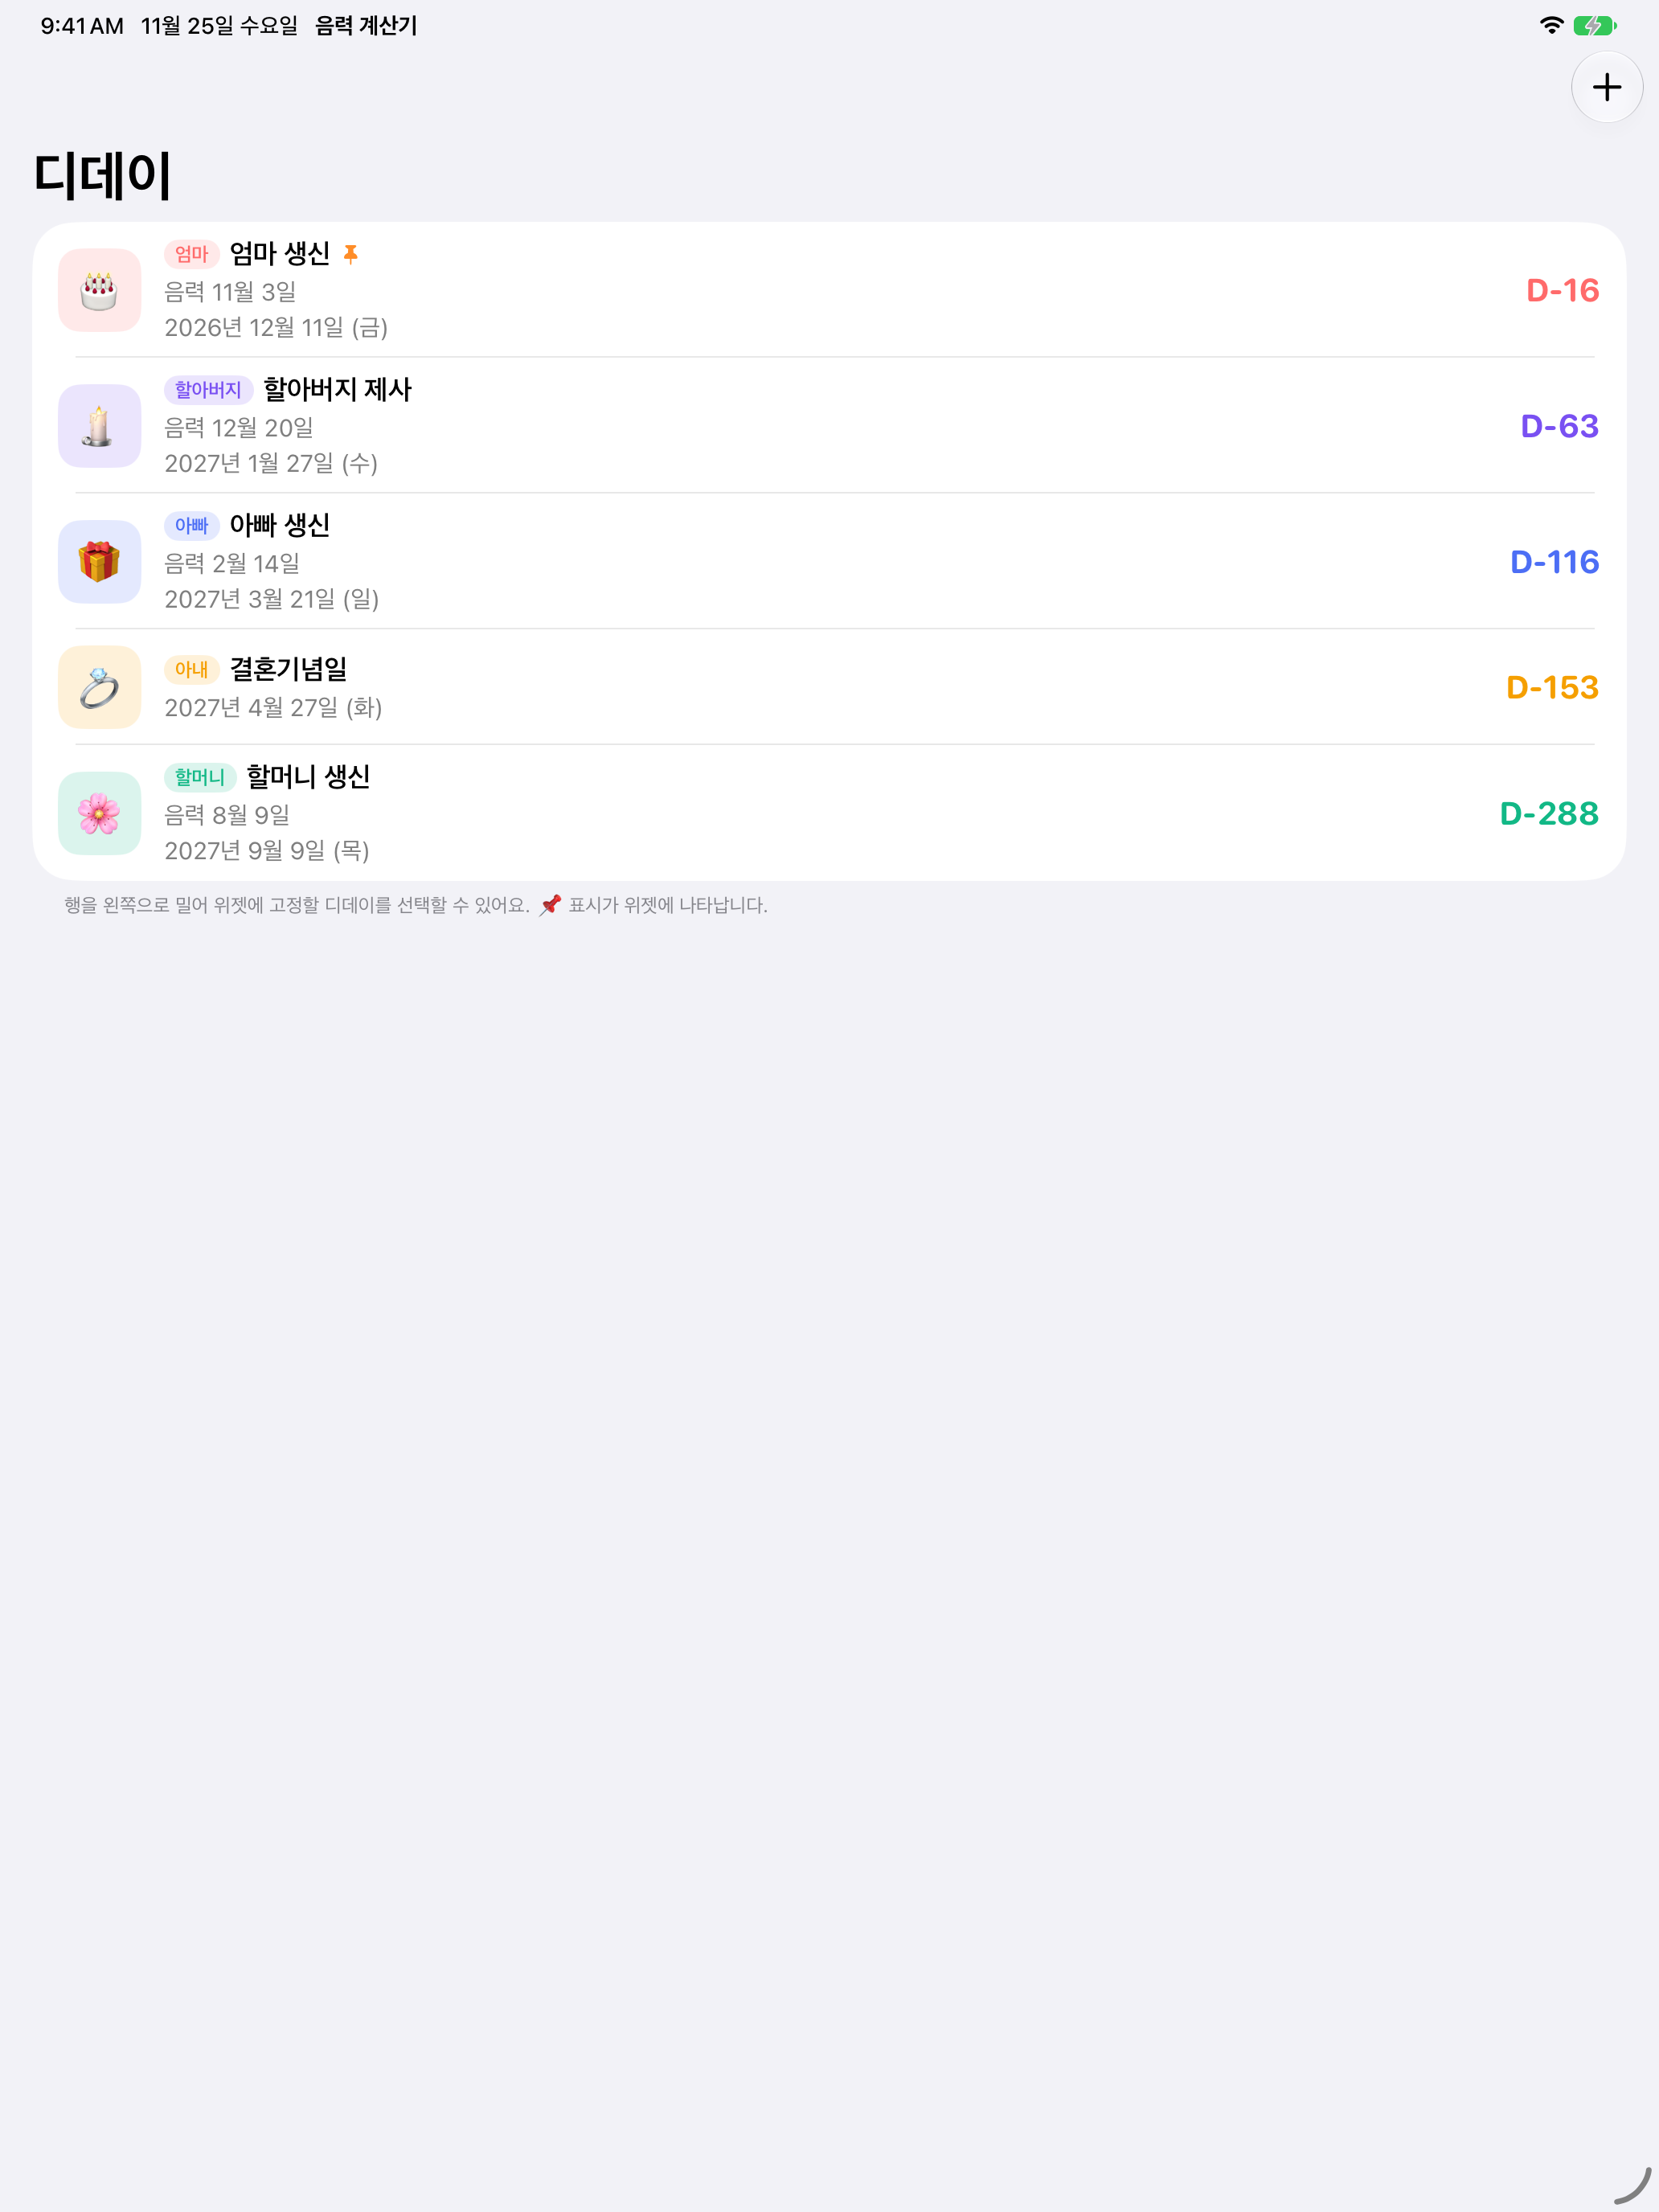 9:41 AM 11월 25일 수요일 음력 계산기
디데이
엄마 엄마 생신
음력 11월 3일
2026년 12월 11일 (금)
D-16
할아버지 할아버지 제사
음력 12월 20일
2027년 1월 27일 (수)
D-63
아빠 아빠 생신
음력 2월 14일
2027년 3월 21일 (일)
D-116
아내 결혼기념일
2027년 4월 27일 (화)
D-153
할머니 할머니 생신
음력 8월 9일
2027년 9월 9일 (목)
D-288
행을 왼쪽으로 밀어 위젯에 고정할 디데이를 선택할 수 있어요. 📌 표시가 위젯에 나타납니다.